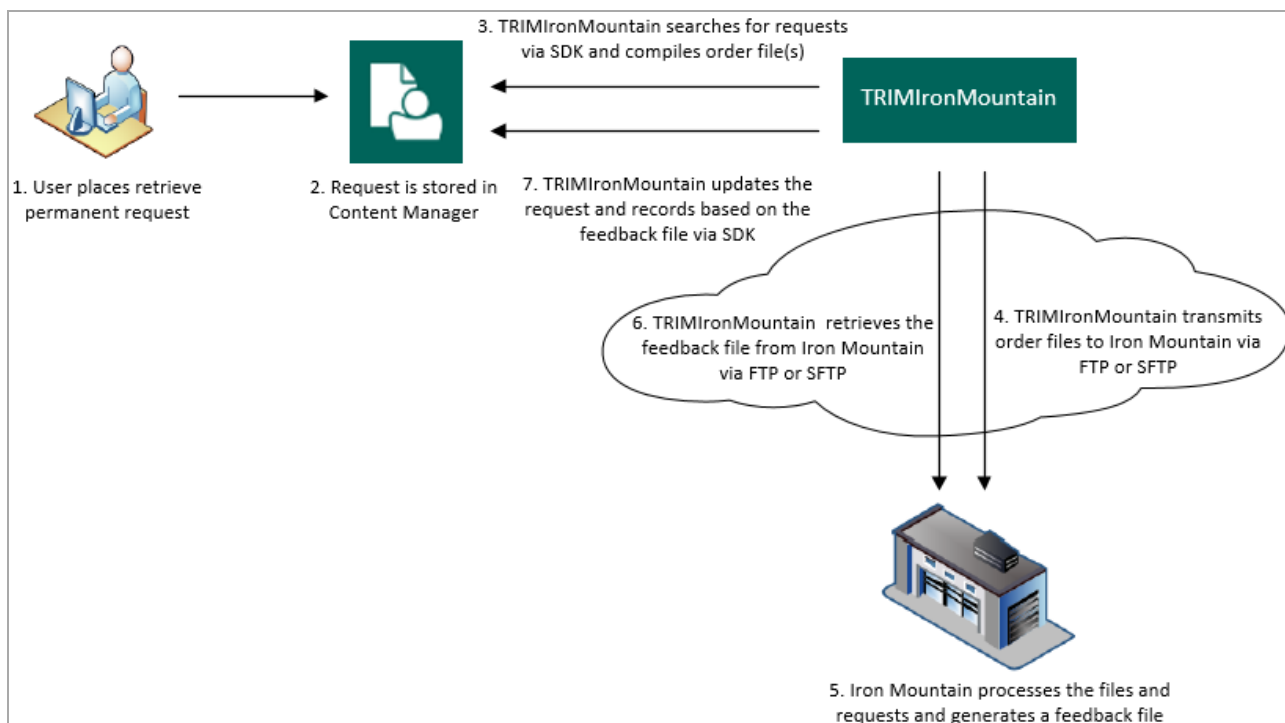 3. TRIMIronMountain searches for requests
via SDK and compiles order file(s)
TRIMIronMountain
1. User places retrieve
permanent request
2. Request is stored in
Content Manager
7. TRIMIronMountain updates the
request and records based on the
feedback file via SDK
6. TRIMIronMountain retrieves the
feedback file from Iron Mountain
via FTP or SFTP
4. TRIMIronMountain transmits
order files to Iron Mountain via
FTP or SFTP
5. Iron Mountain processes the files and
requests and generates a feedback file